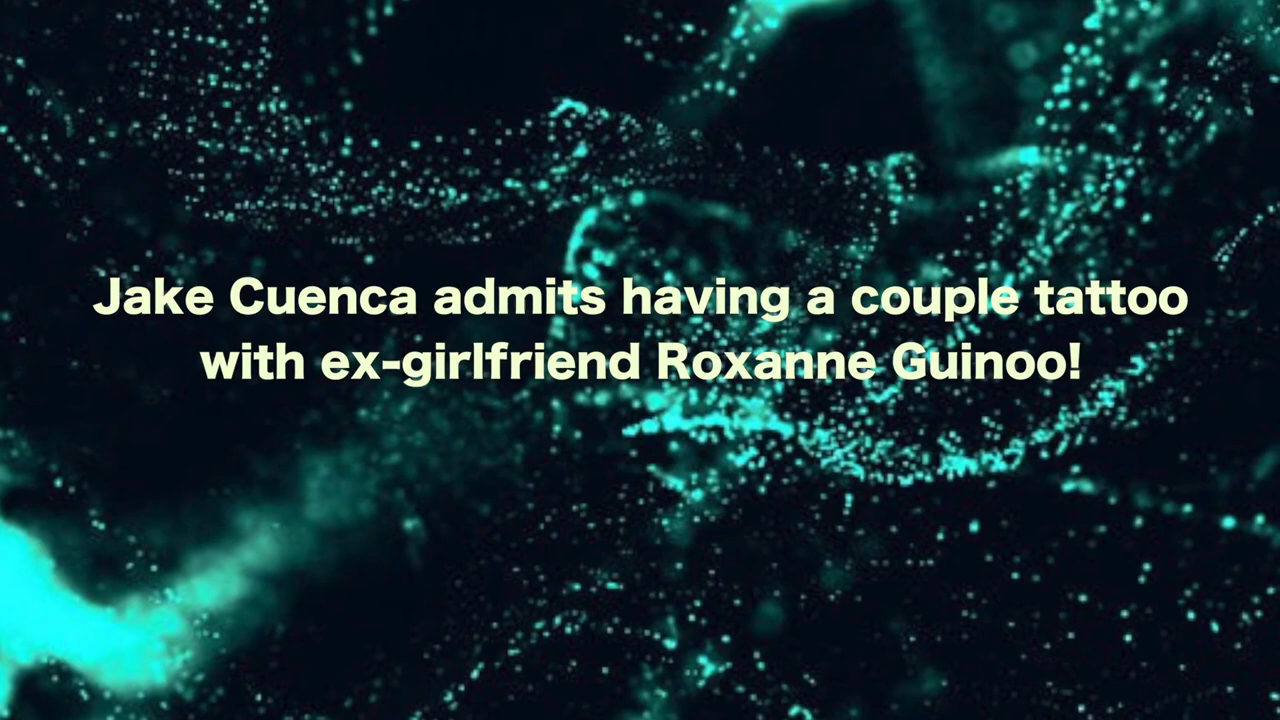 Jake Cuenca admits having a couple tattoo
with ex-girlfriend Roxanne Guinoo!